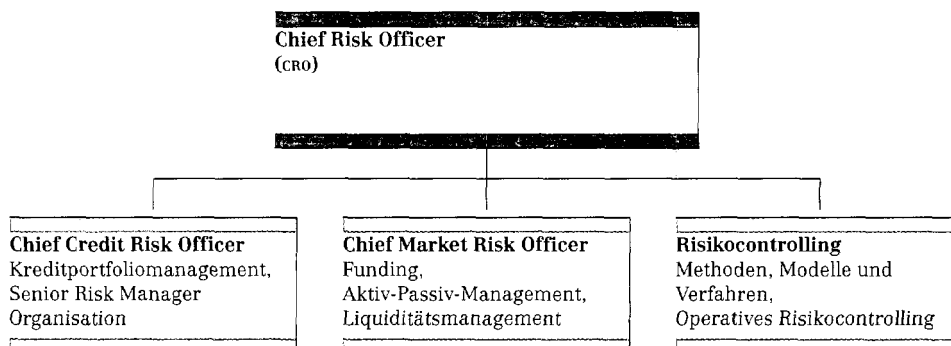 Chief Risk Officer
(CRO)
Chief Credit Risk Officer
Kreditportfoliomanagement,
Senior Risk Manager
Organisation
Chief Market Risk Officer
Funding,
Aktiv-Passiv-Management,
Liquiditätsmanagement
Risikocontrolling
Methoden, Modelle und
Verfahren,
Operatives Risikocontrolling